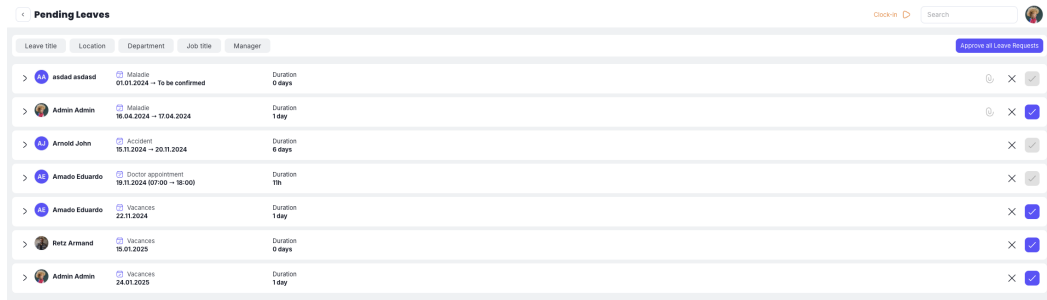 Pending Leaves
Clock-in
Search
Leave title Location Department Job title Manager
Approve all Leave Requests
AA asdad asdasd Maladie Duration
01.01.2024 → To be confirmed 0 days
Admin Admin Maladie Duration
16.04.2024 → 17.04.2024 1 day
AJ Arnold John Accident Duration
15.11.2024 → 20.11.2024 6 days
AE Amado Eduardo Doctor appointment Duration
19.11.2024 (07:00 → 18:00) 11h
AE Amado Eduardo Vacances Duration
22.11.2024 1 day
Retz Armand Vacances Duration
15.01.2025 0 days
Admin Admin Vacances Duration
24.01.2025 1 day